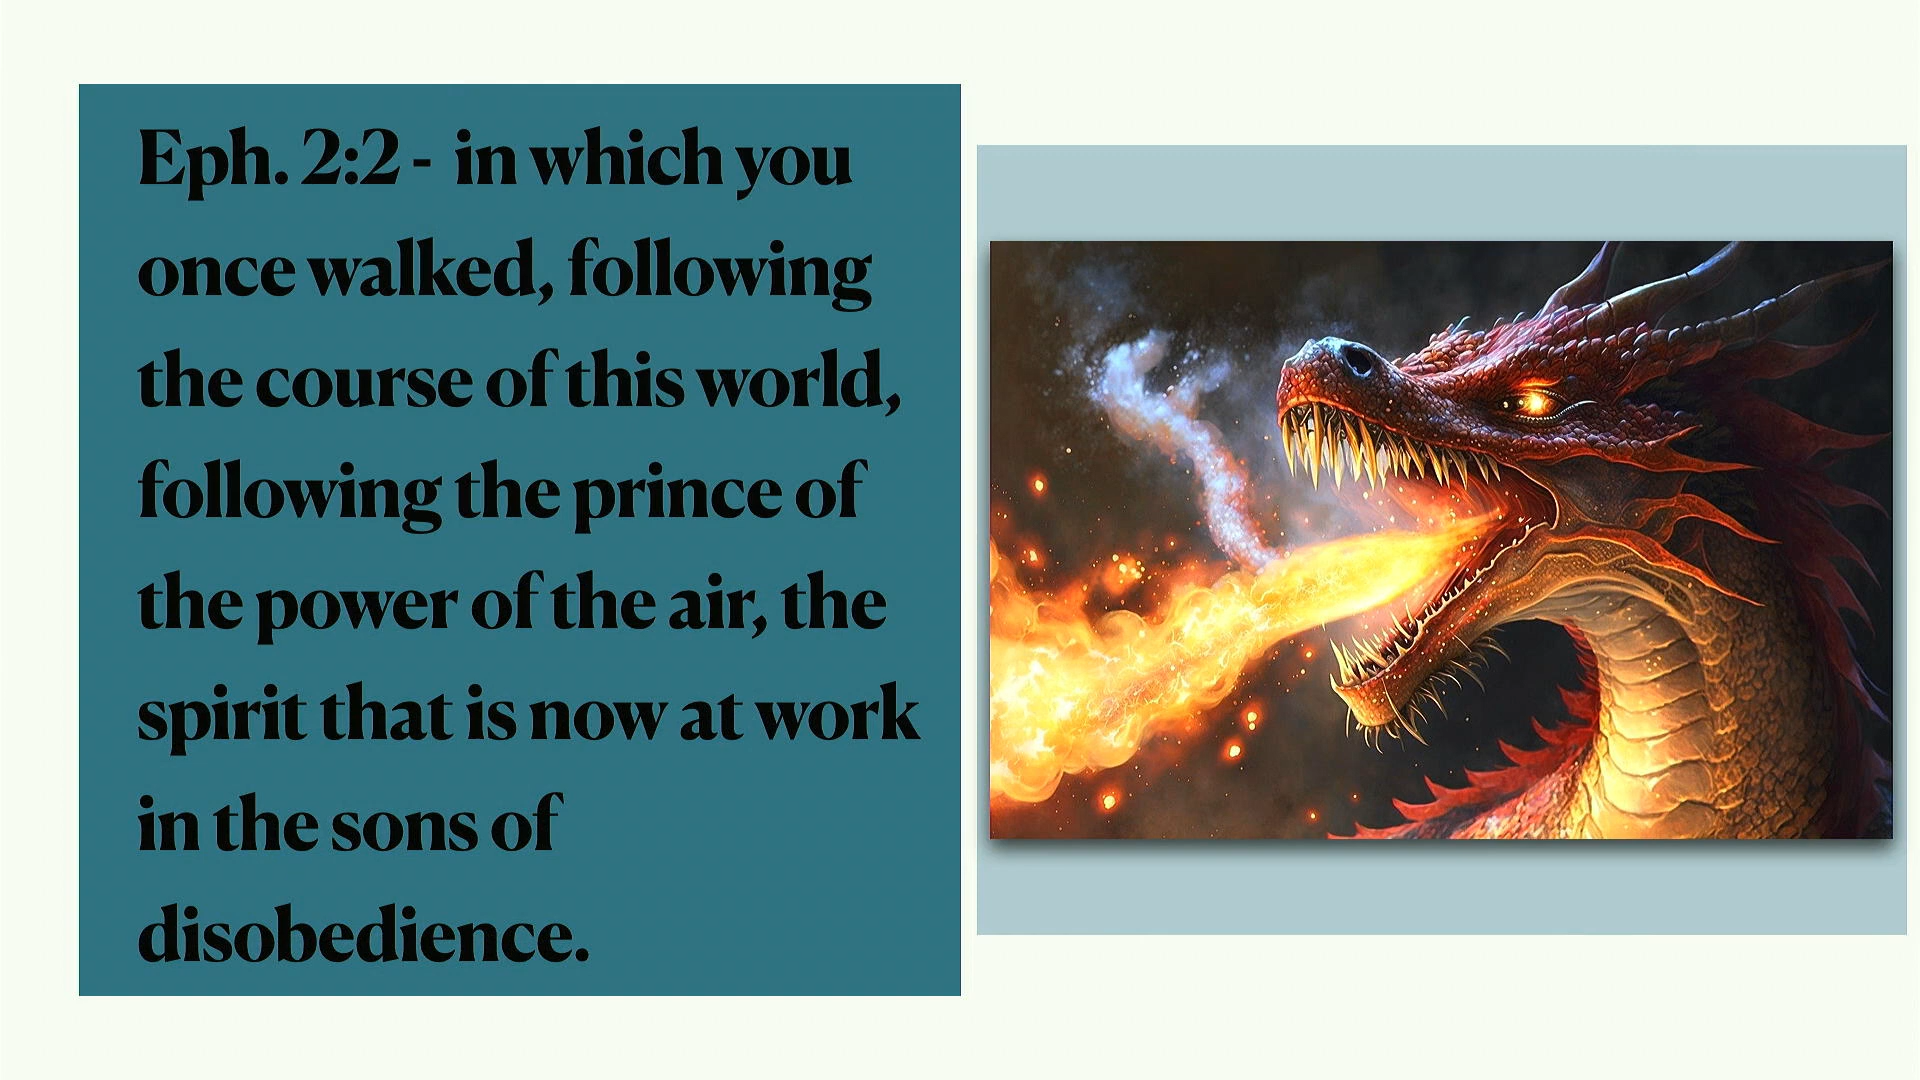 Eph. 2:2 -  in which you
once walked, following
the course of this world,
following the prince of
the power of the air, the
spirit that is now at work
in the sons of
disobedience.